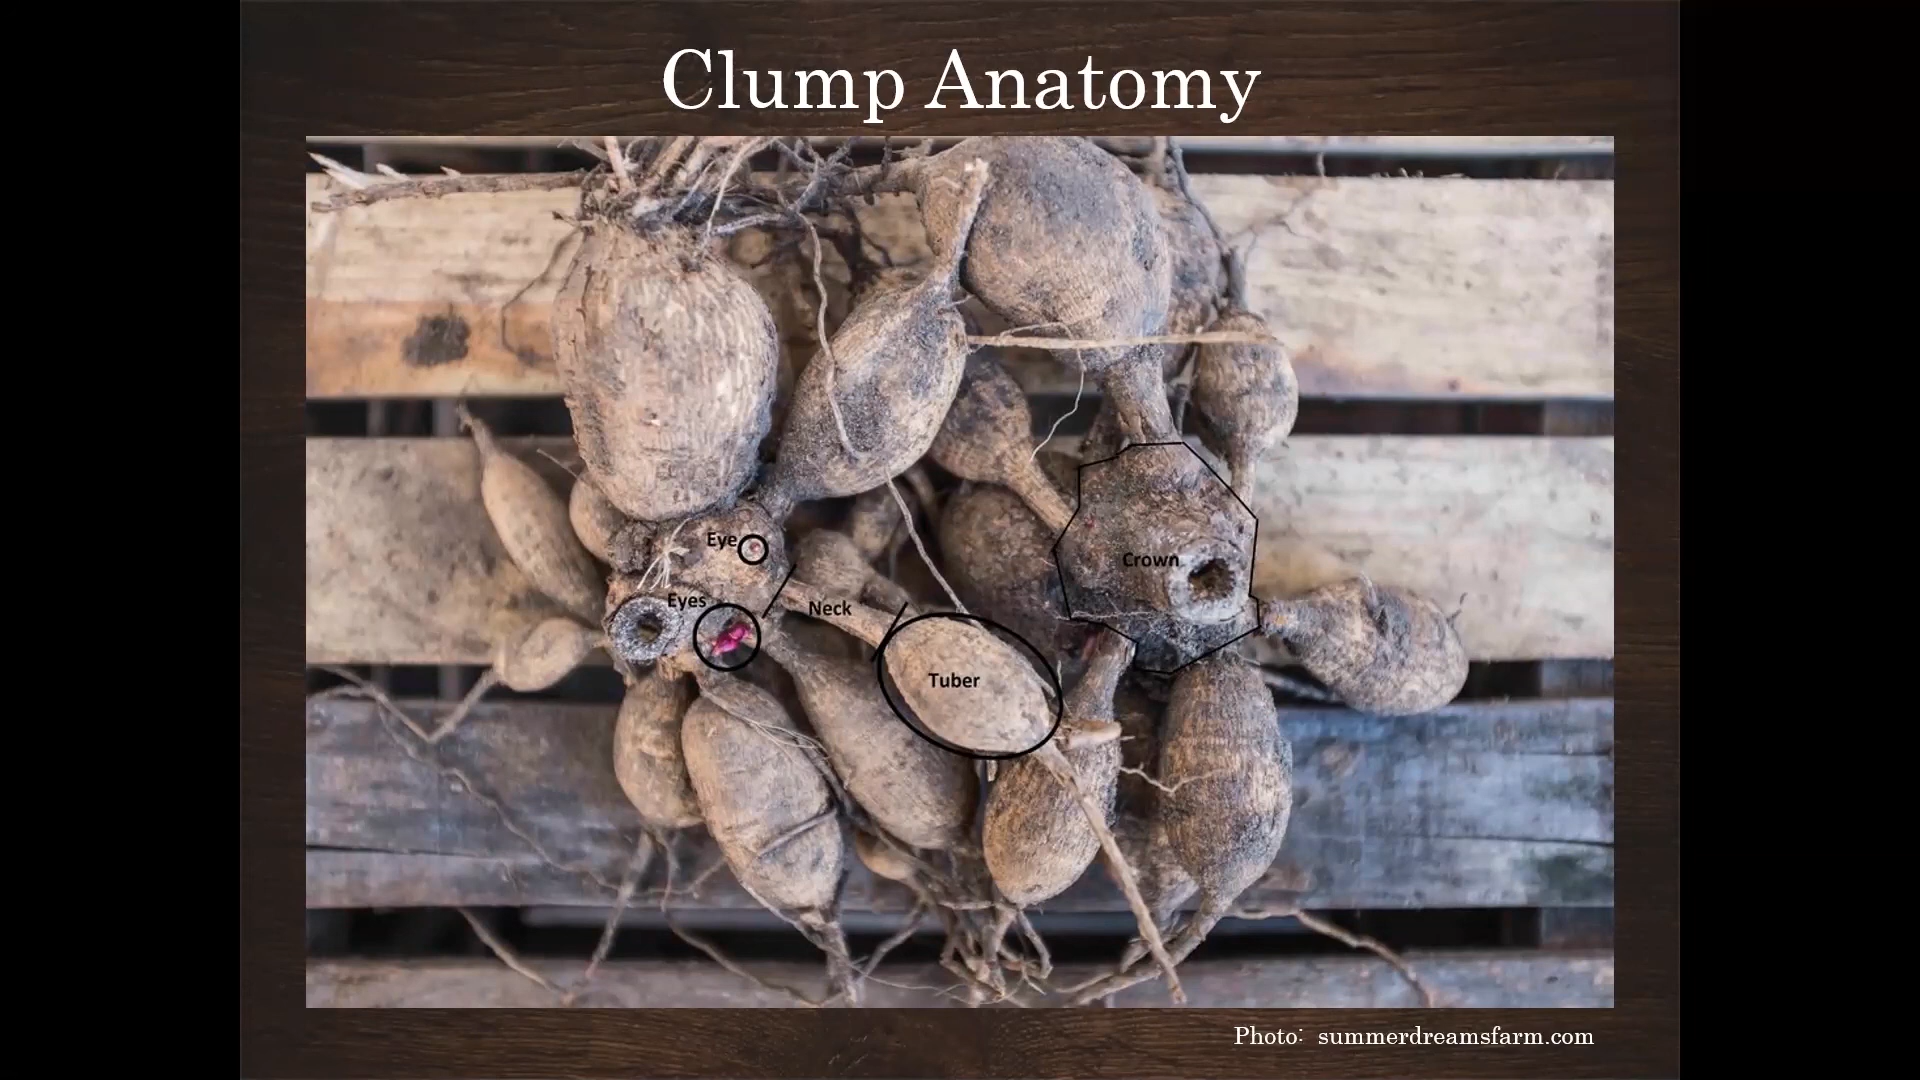 Clump Anatomy
Eye
Crown
Eyes
Neck
Tuber
Photo: summerdreamsfarm.com